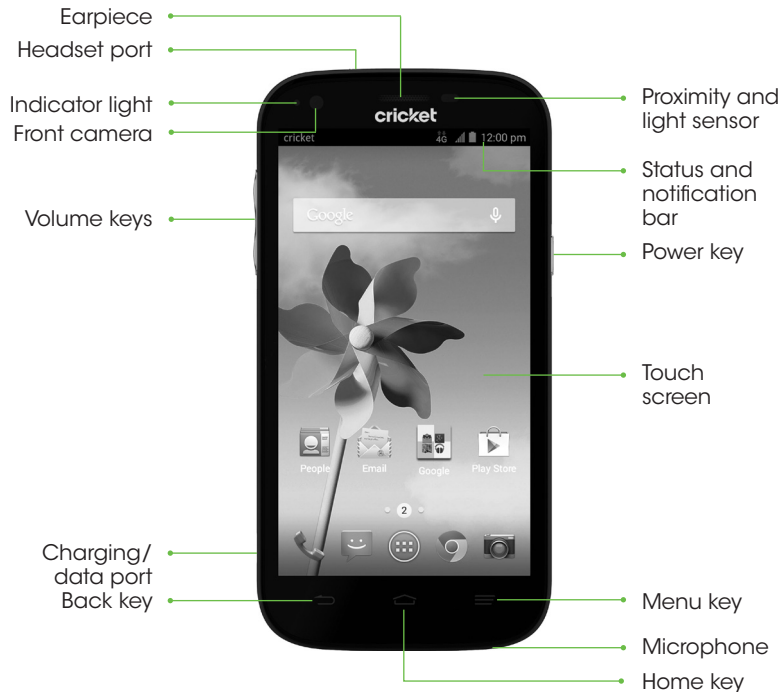 Earpiece
Headset port
Indicator light
Front camera
Volume keys
Charging/
data port
Back key
cricket
cricket
4G
12:00 pm
Google
People
Email
Google
Play Store
2
Proximity and
light sensor
Status and
notification
bar
Power key
Touch
screen
Menu key
Microphone
Home key